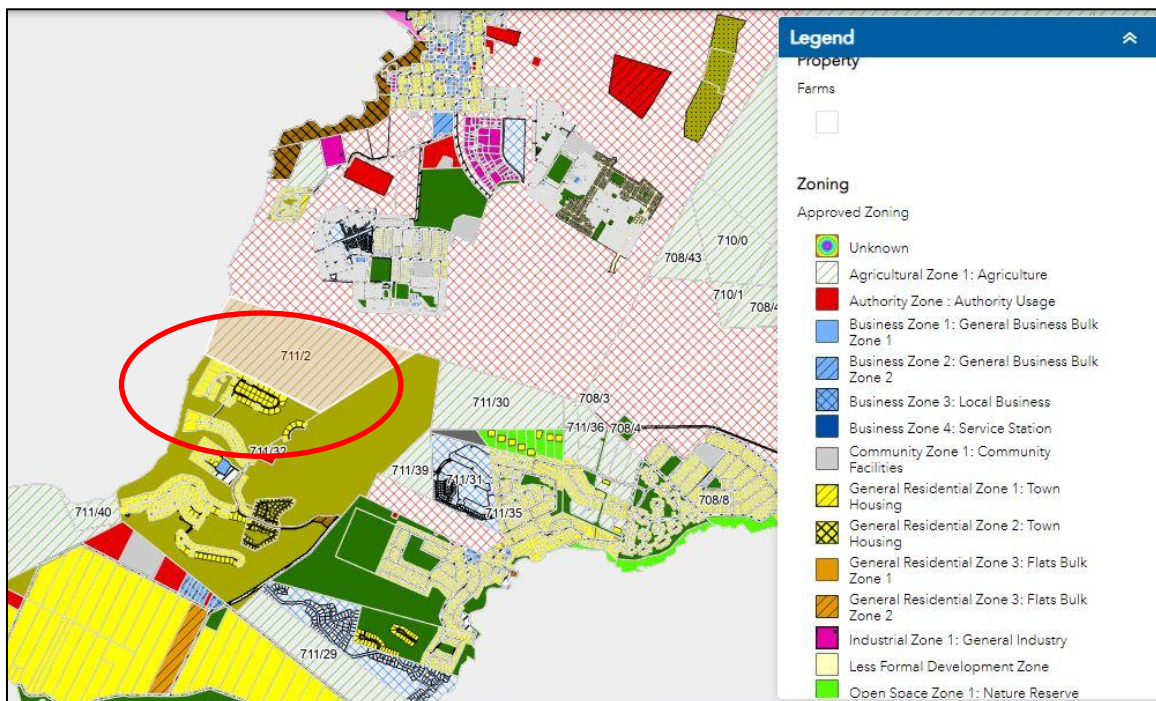 Legend
Property
Farms
Zoning
Approved Zoning
Unknown
Agricultural Zone 1: Agriculture
Authority Zone : Authority Usage
Business Zone 1: General Business Bulk
Zone 1
Business Zone 2: General Business Bulk
Zone 2
Business Zone 3: Local Business
Business Zone 4: Service Station
Community Zone 1: Community
Facilities
General Residential Zone 1: Town
Housing
General Residential Zone 2: Town
Housing
General Residential Zone 3: Flats Bulk
Zone 1
General Residential Zone 3: Flats Bulk
Zone 2
Industrial Zone 1: General Industry
Less Formal Development Zone
Open Space Zone 1: Nature Reserve
710/0
708/43
710/1
708/4
711/2
708/3
711/30
711/36
708/4
711/32
711/39
711/31
708/8
711/35
711/40
711/29